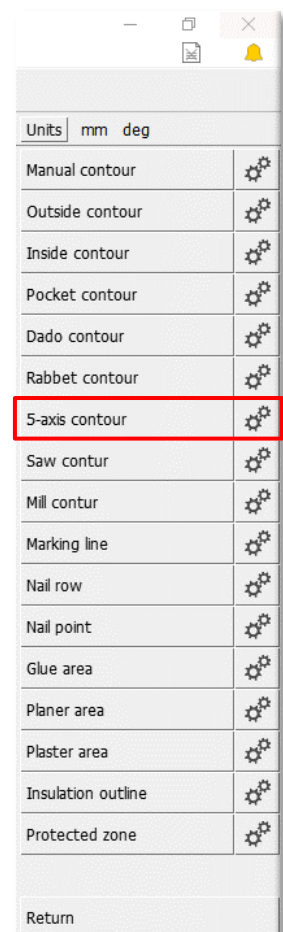 Units mm deg
Manual contour
Outside contour
Inside contour
Pocket contour
Dado contour
Rabbet contour
5-axis contour
Saw contur
Mill contur
Marking line
Nail row
Nail point
Glue area
Planer area
Plaster area
Insulation outline
Protected zone
Return